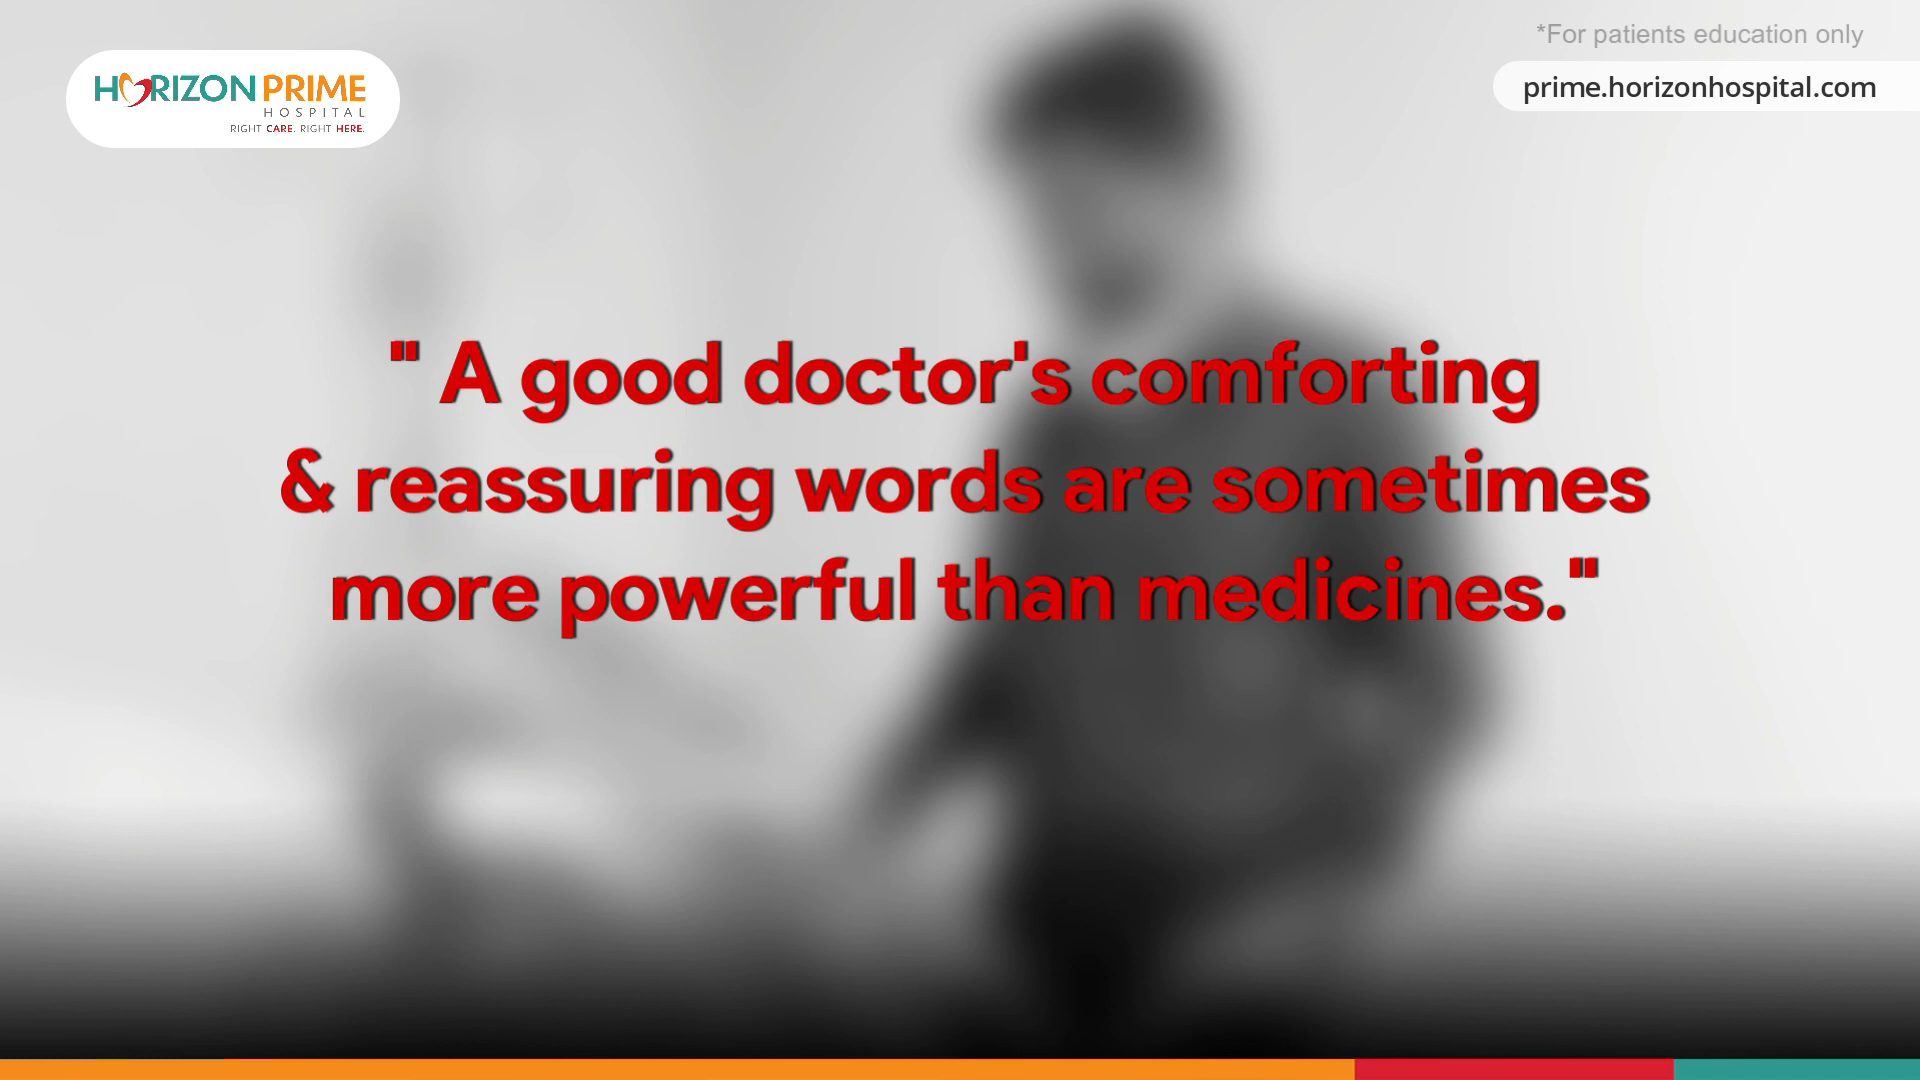 *For patients education only
HORIZON PRIME
HOSPITAL
RIGHT CARE. RIGHT HERE.
prime.horizonhospital.com
" A good doctor's comforting
& reassuring words are sometimes
more powerful than medicines."